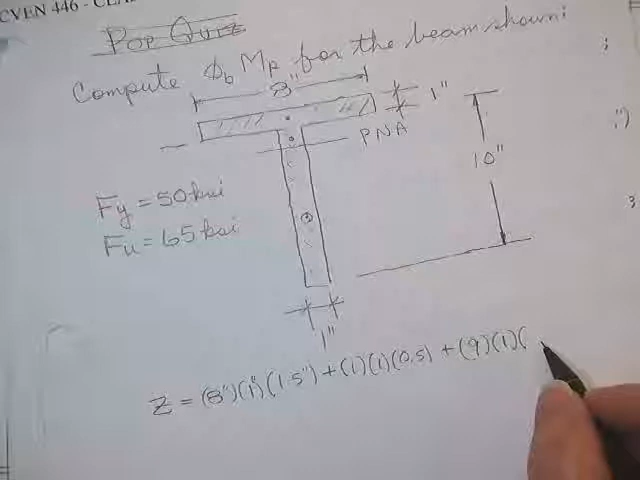 CVEN 446 - CLA
Pop Quiz
Compute Φb Mp for the beam shown:
8"
1"
PNA
10"
Fy = 50 ksi
Fu = 65 ksi
1"
Z = (8")(1")(1.5") + (1)(1)(0.5) + (9)(1)(